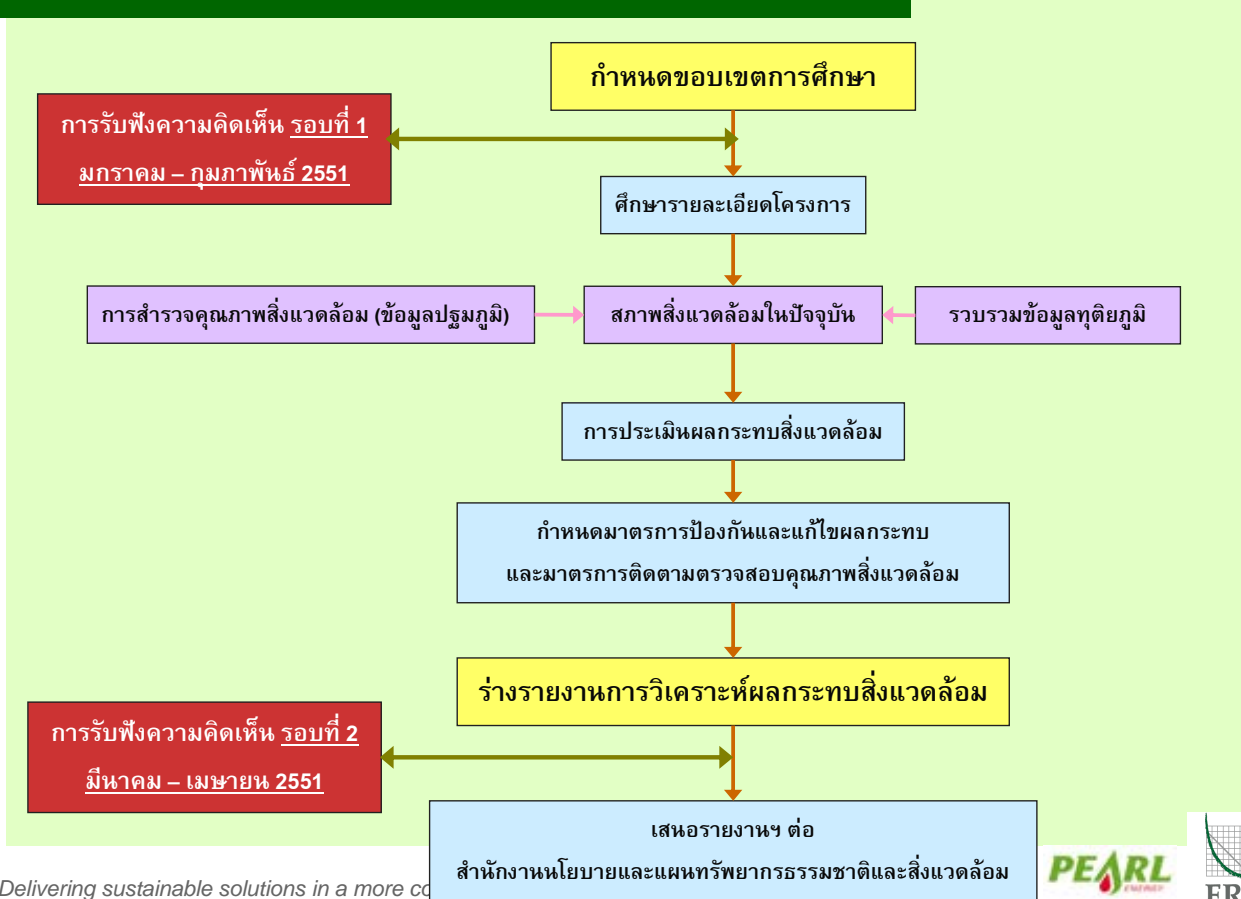 กำหนดขอบเขตการศึกษา
การรับฟังความคิดเห็น รอบที่ 1
มกราคม – กุมภาพันธ์ 2551
ศึกษารายละเอียดโครงการ
การสำรวจคุณภาพสิ่งแวดล้อม (ข้อมูลปฐมภูมิ)
สภาพสิ่งแวดล้อมในปัจจุบัน
รวบรวมข้อมูลทุติยภูมิ
การประเมินผลกระทบสิ่งแวดล้อม
กำหนดมาตรการป้องกันและแก้ไขผลกระทบ
และมาตรการติดตามตรวจสอบคุณภาพสิ่งแวดล้อม
ร่างรายงานการวิเคราะห์ผลกระทบสิ่งแวดล้อม
การรับฟังความคิดเห็น รอบที่ 2
มีนาคม – เมษายน 2551
เสนอรายงานฯ ต่อ
สำนักงานนโยบายและแผนทรัพยากรธรรมชาติและสิ่งแวดล้อม
Delivering sustainable solutions in a more
PEARL
ENERGY